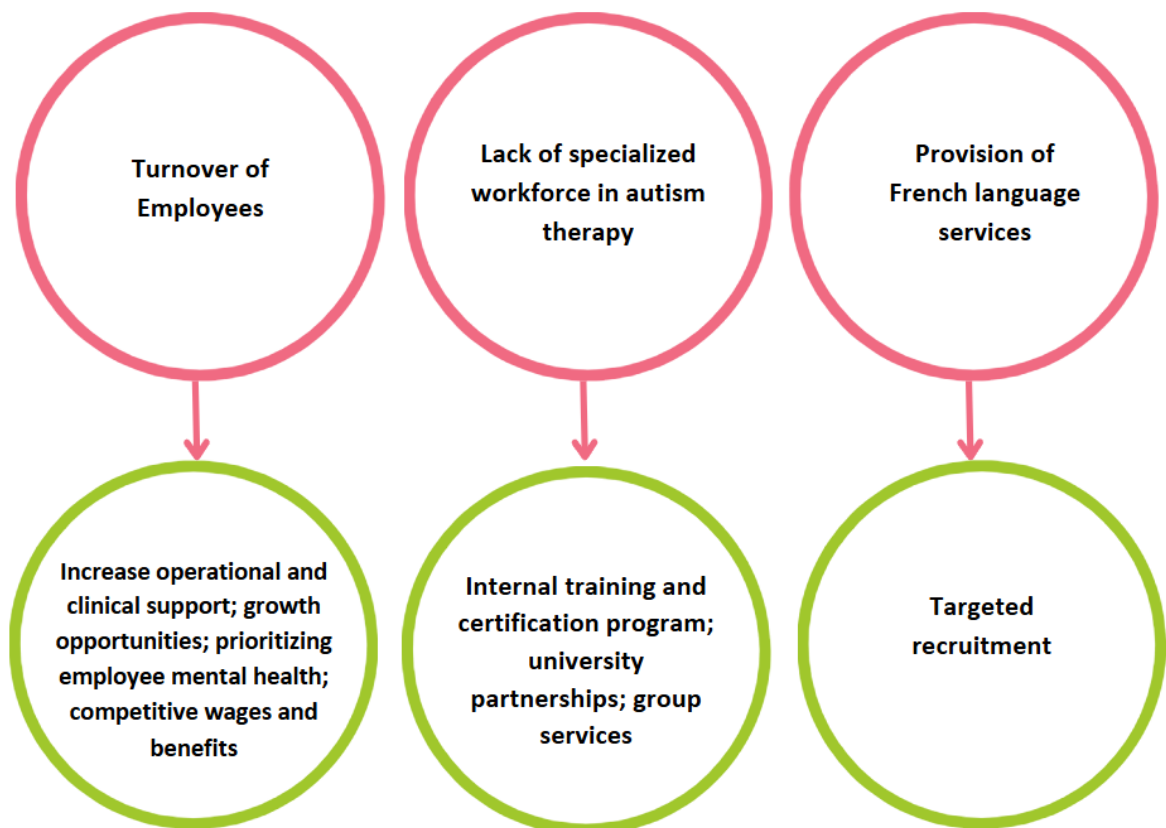 Turnover of
Employees
Lack of specialized
workforce in autism
therapy
Provision of
French language
services
Increase operational and
clinical support; growth
opportunities; prioritizing
employee mental health;
competitive wages and
benefits
Internal training and
certification program;
university
partnerships; group
services
Targeted
recruitment